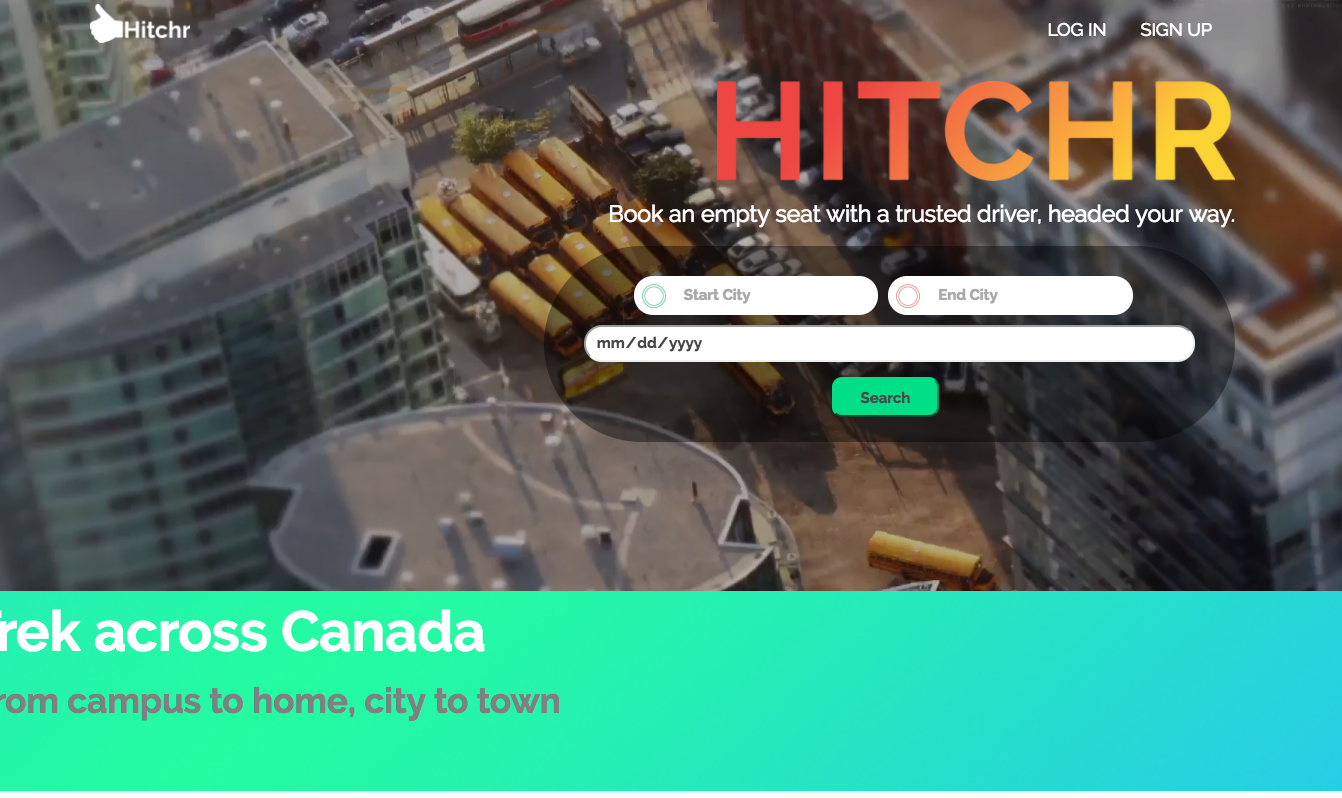 Hitchr
LOG IN SIGN UP
HITCHR
Book an empty seat with a trusted driver, headed your way.
Start City End City
mm/dd/yyyy
Search
rek across Canada
rom campus to home, city to town